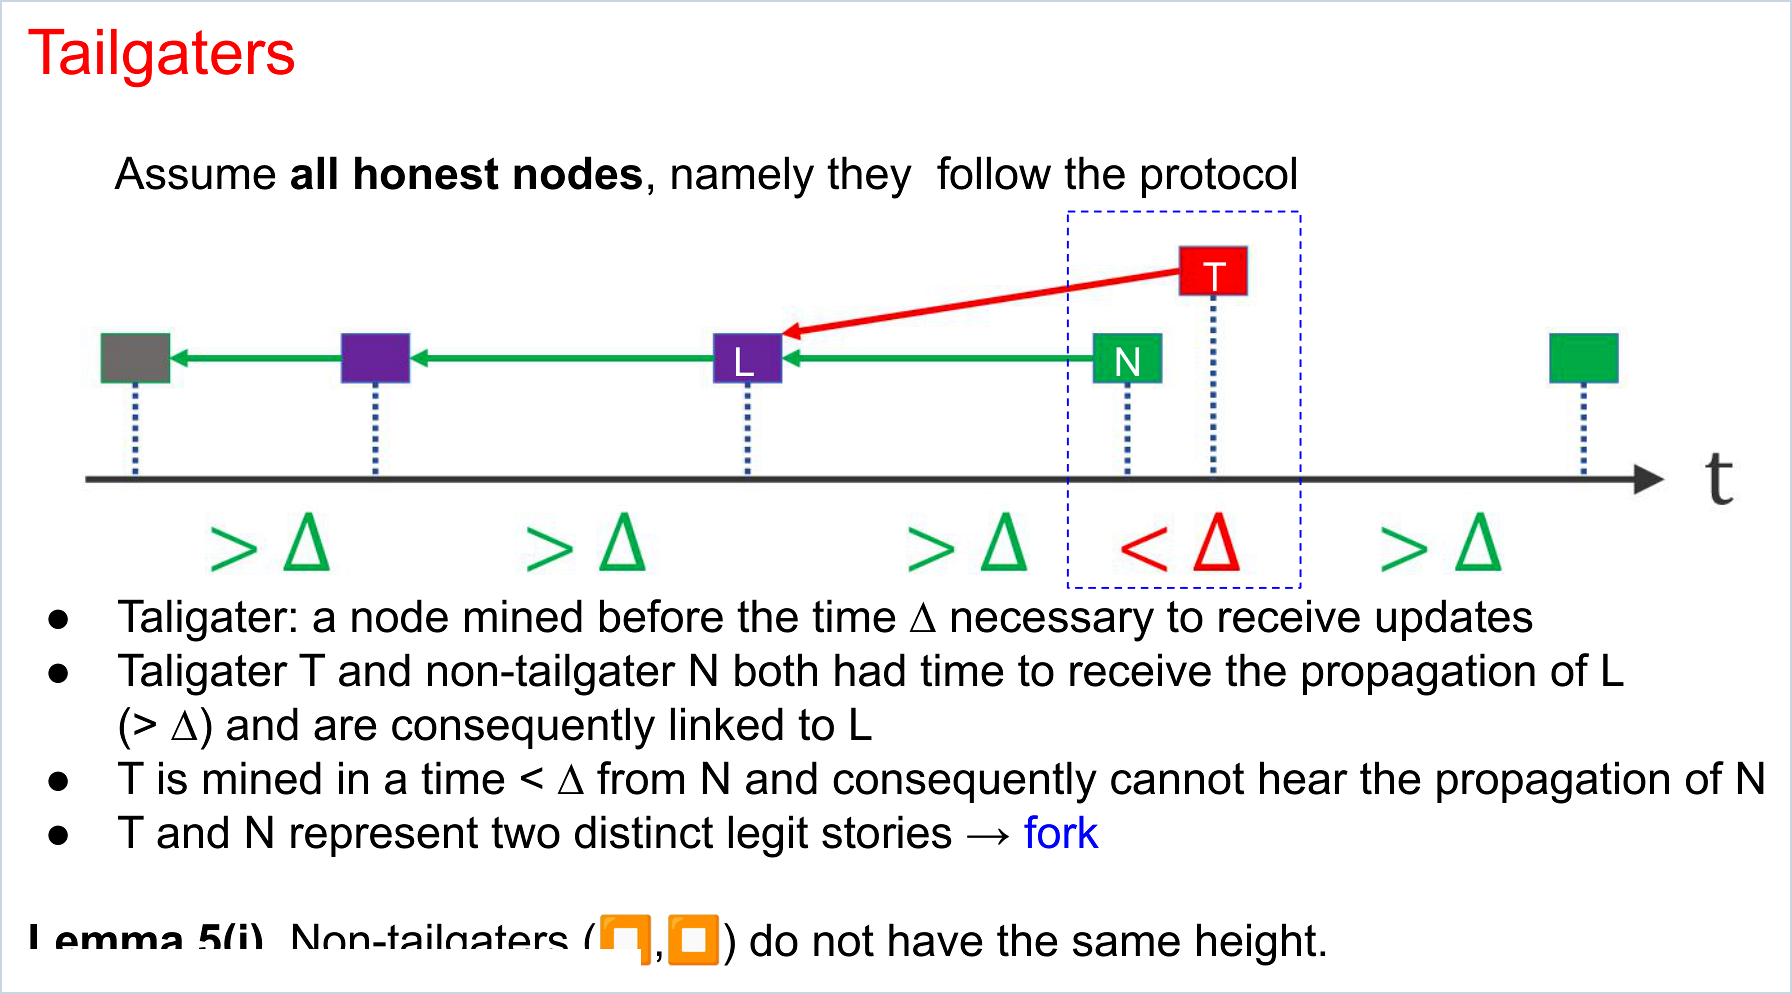 Tailgaters
Assume all honest nodes, namely they follow the protocol
T
L
N
t
> Δ > Δ > Δ < Δ > Δ
● Taligater: a node mined before the time Δ necessary to receive updates
● Taligater T and non-tailgater N both had time to receive the propagation of L
(> Δ) and are consequently linked to L
● T is mined in a time < Δ from N and consequently cannot hear the propagation of N
● T and N represent two distinct legit stories → fork
Lemma 5(i) Non-tailgaters ( , ) do not have the same height.